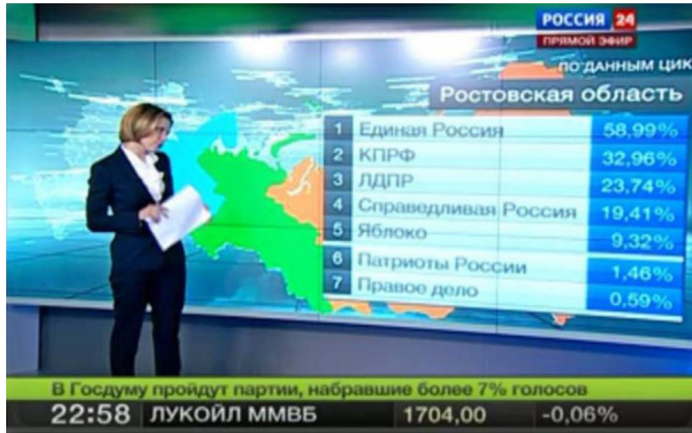 РОССИЯ 24
ПРЯМОЙ ЭФИР
ПО ДАННЫМ ЦИК
Ростовская область
1 Единая Россия 58,99%
2 КПРФ 32,96%
3 ЛДПР 23,74%
4 Справедливая Россия 19,41%
5 Яблоко 9,32%
6 Патриоты России 1,46%
7 Правое дело 0,59%
В Госдуму пройдут партии, набравшие более 7% голосов
22:58 ЛУКОЙЛ ММВБ 1704,00 -0,06%